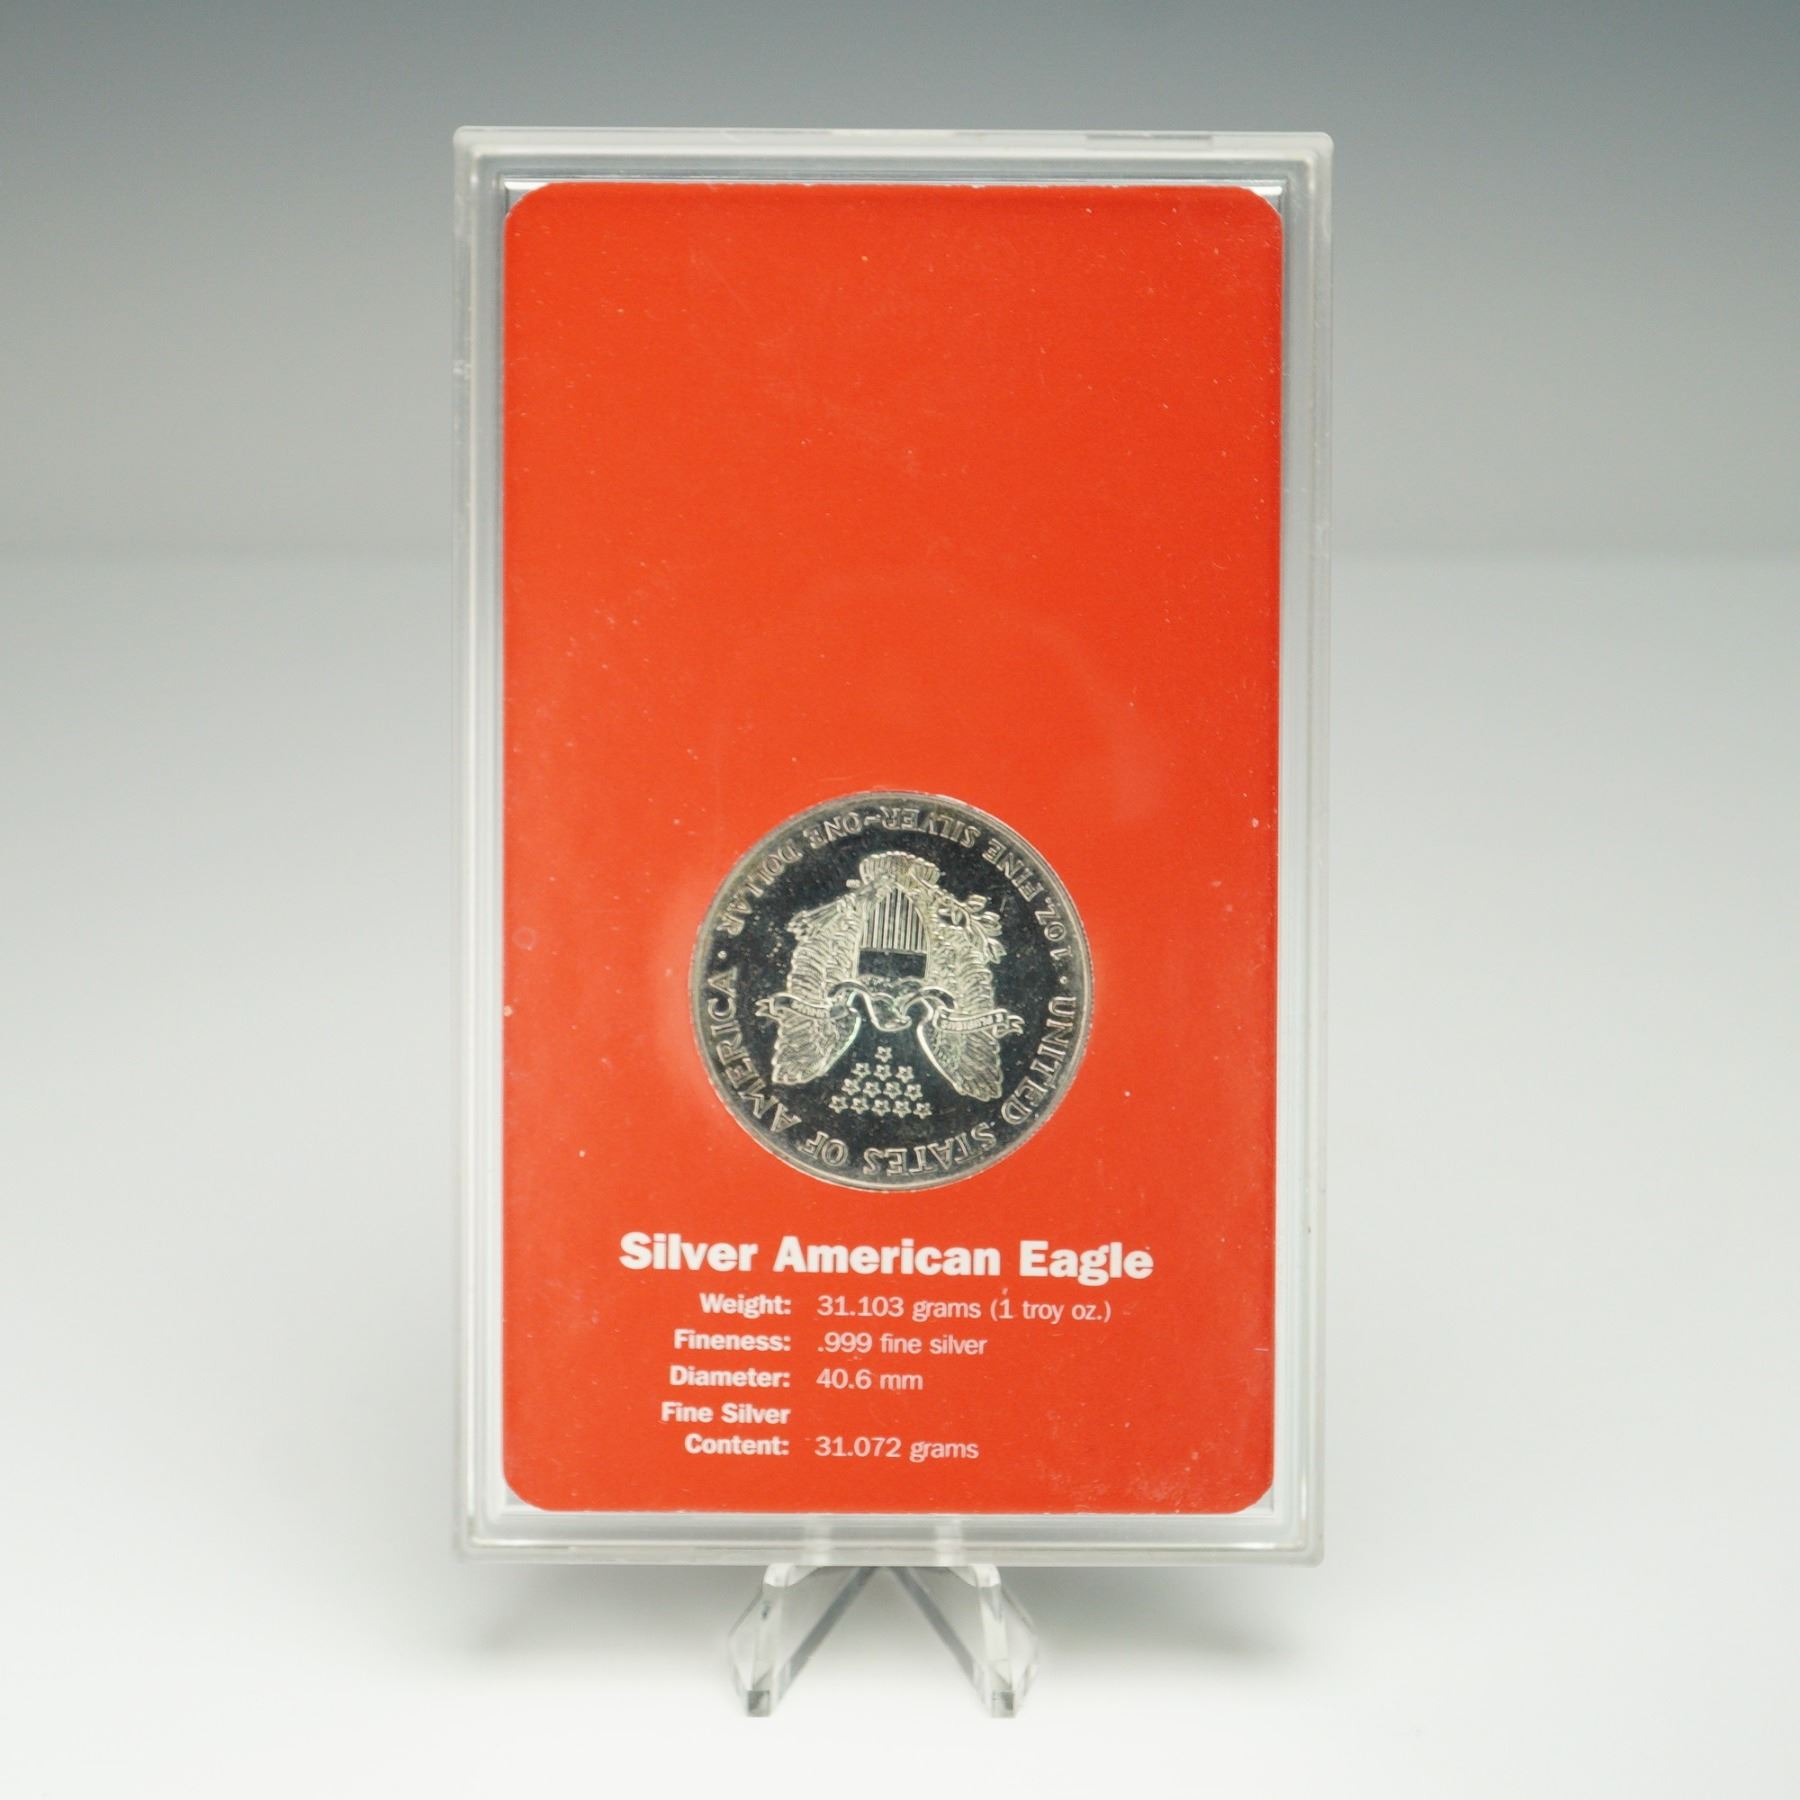 UNITED STATES OF AMERICA
1 OZ. FINE SILVER~ONE DOLLAR
E PLURIBUS
Silver American Eagle
Weight: 31.103 grams (1 troy oz.)
Fineness: .999 fine silver
Diameter: 40.6 mm
Fine Silver
Content: 31.072 grams